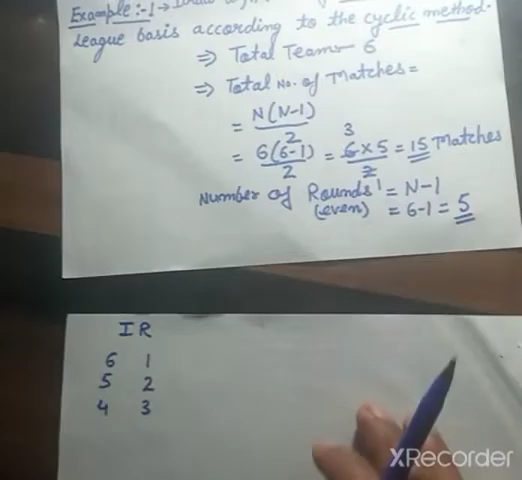 Example :- 1 →
League basis according to the cyclic method.
⇒ Total Teams - 6
⇒ Total No. of Matches =
= N(N-1)/2
= 6(6-1)/2 = 6×5/2 3 = 15 Matches
Number of Rounds' = N-1
(even) = 6-1 = 5
I R
6 1
5 2
4 3
XRecorder